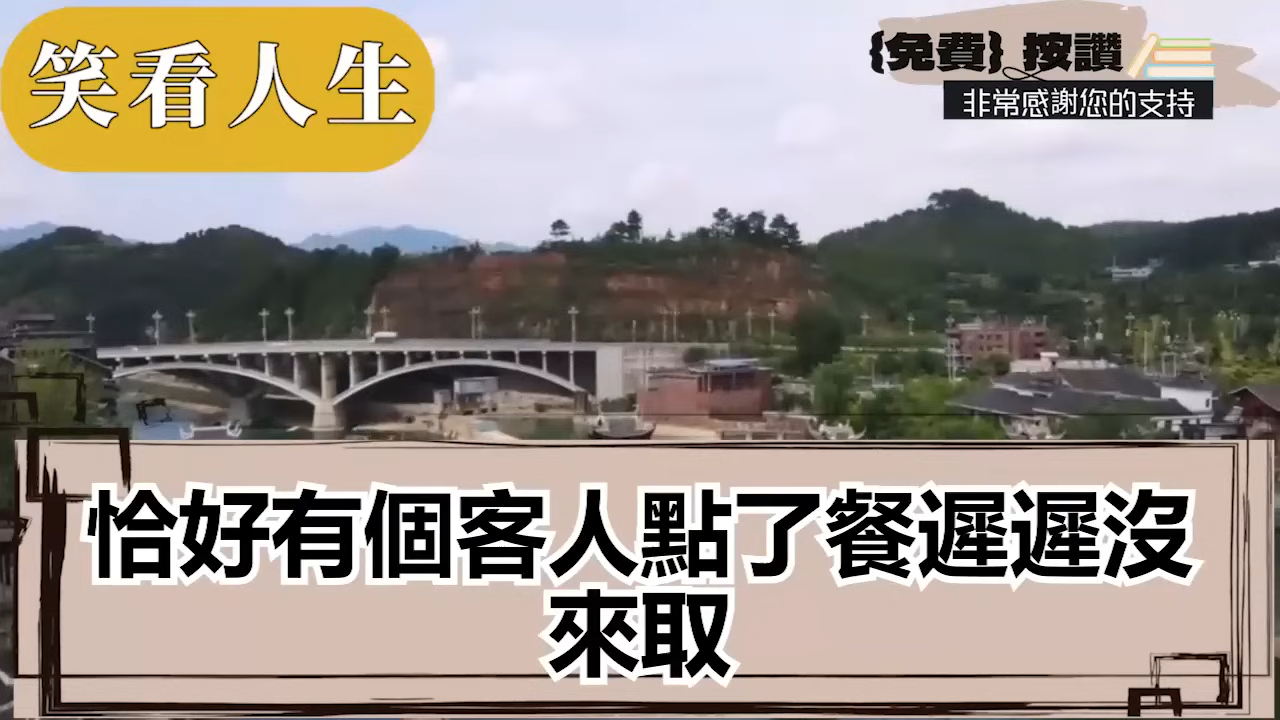 笑看人生
{免費} 按讚
非常感謝您的支持
恰好有個客人點了餐遲遲沒
來取